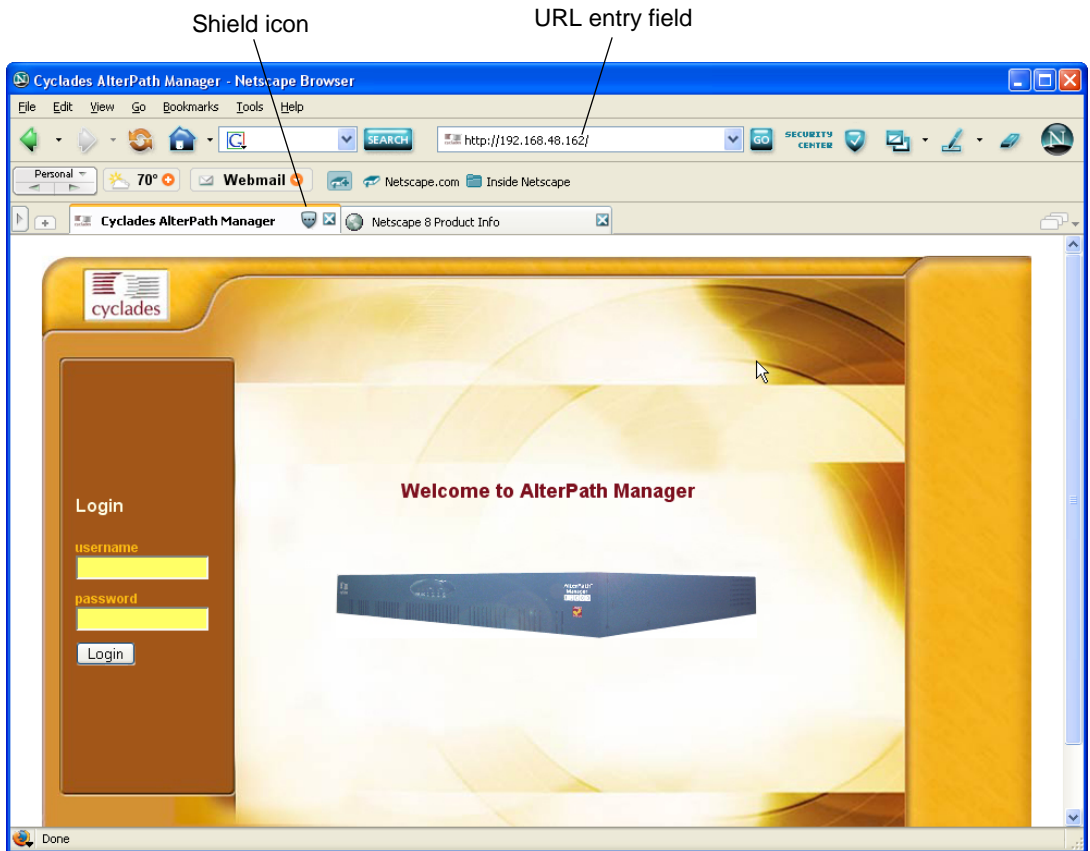 Shield icon
URL entry field
Cyclades AlterPath Manager - Netscape Browser
File Edit View Go Bookmarks Tools Help
SEARCH
http://192.168.48.162/
GO
SECURITY CENTER
Personal
70°
Webmail
Netscape.com
Inside Netscape
Cyclades AlterPath Manager
Netscape 8 Product Info
cyclades
Welcome to AlterPath Manager
Login
username
password
Login
AlterPath
Manager
Done